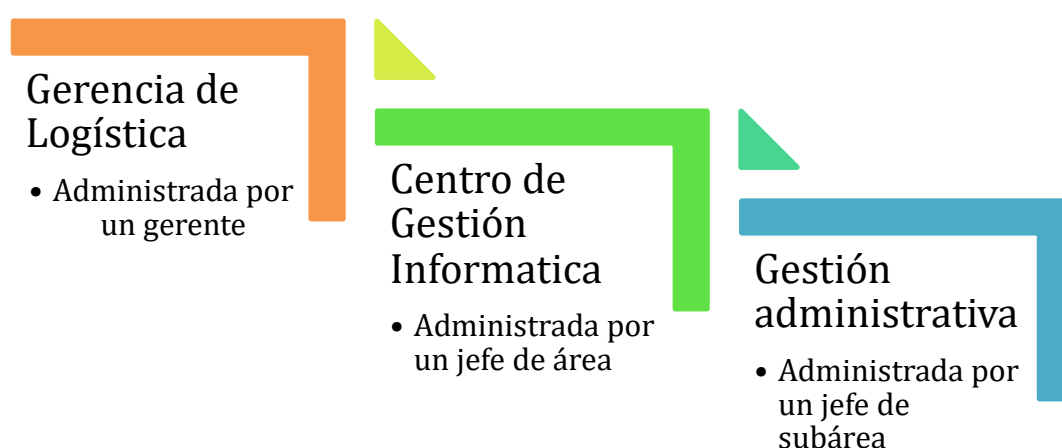 Gerencia de
Logística
• Administrada por
un gerente
Centro de
Gestión
Informatica
• Administrada por
un jefe de área
Gestión
administrativa
• Administrada por
un jefe de
subárea